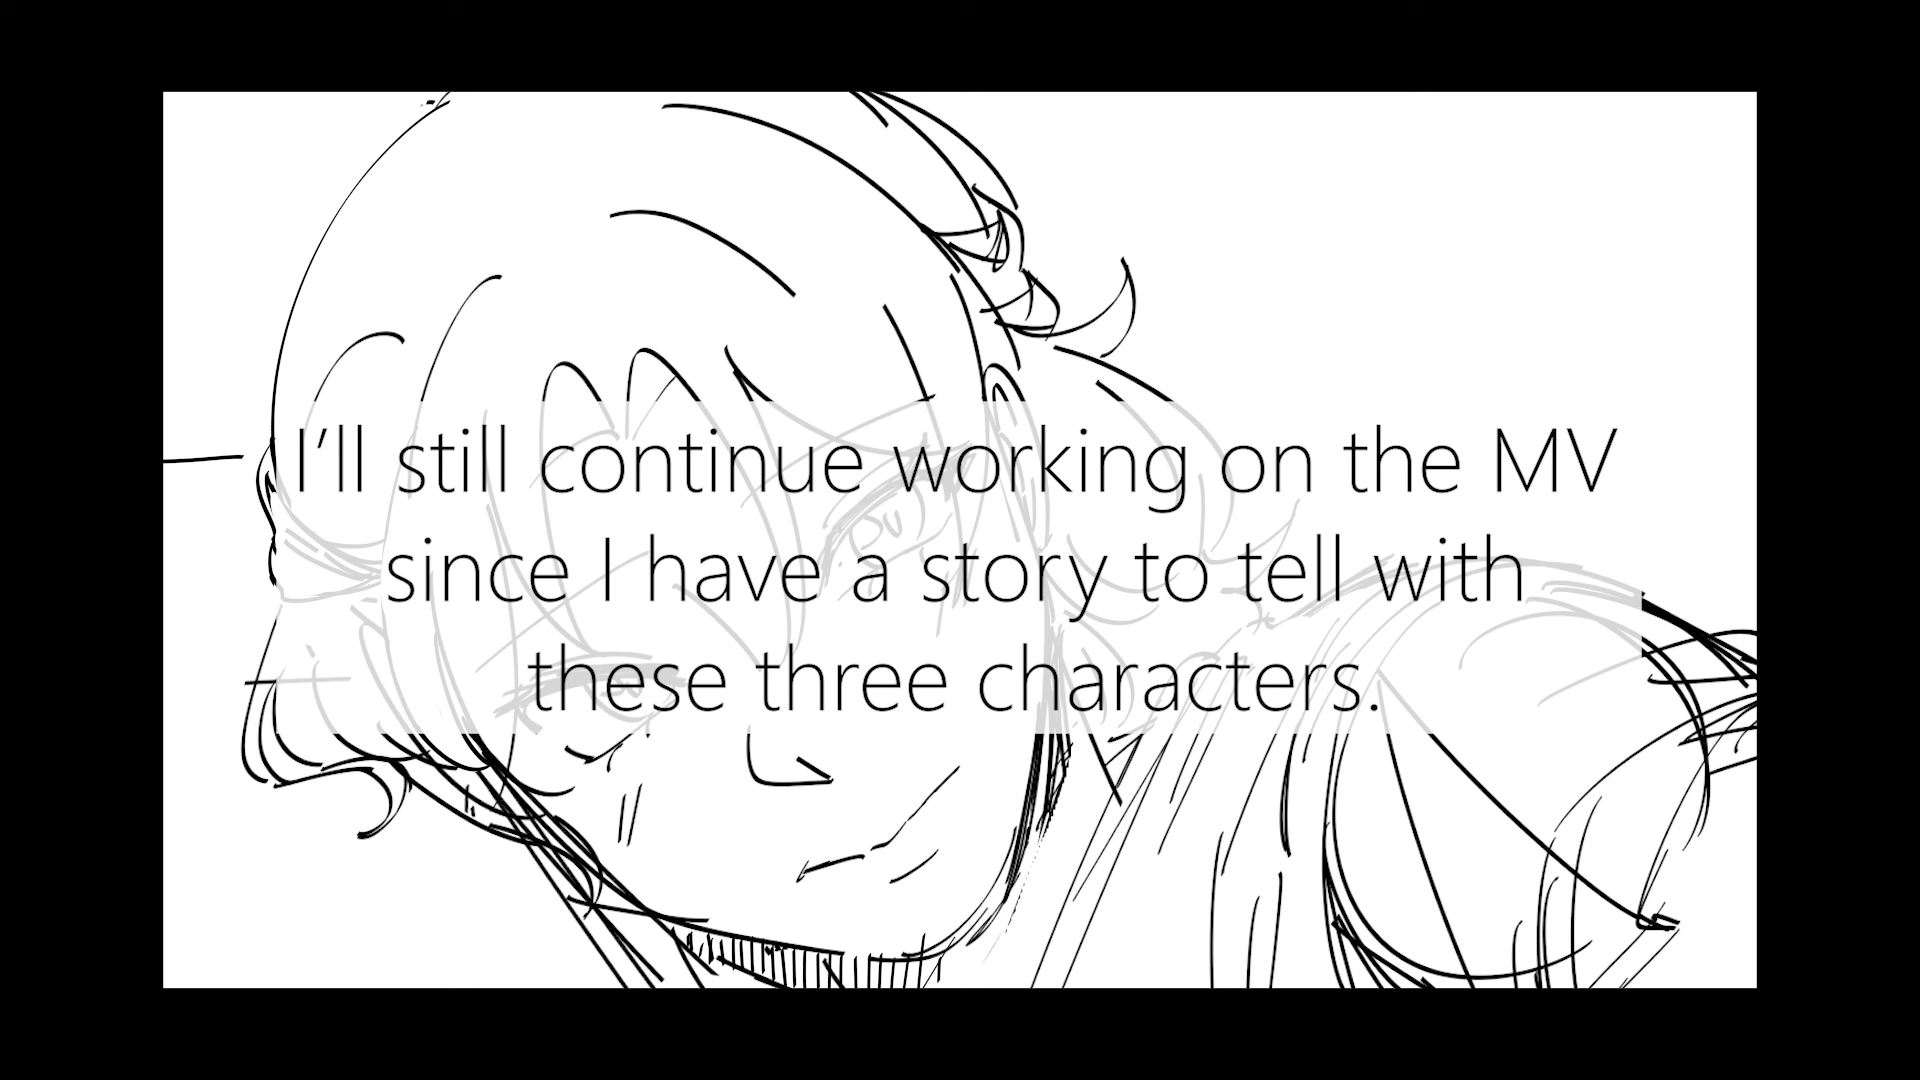 I’ll still continue working on the MV
since I have a story to tell with
these three characters.